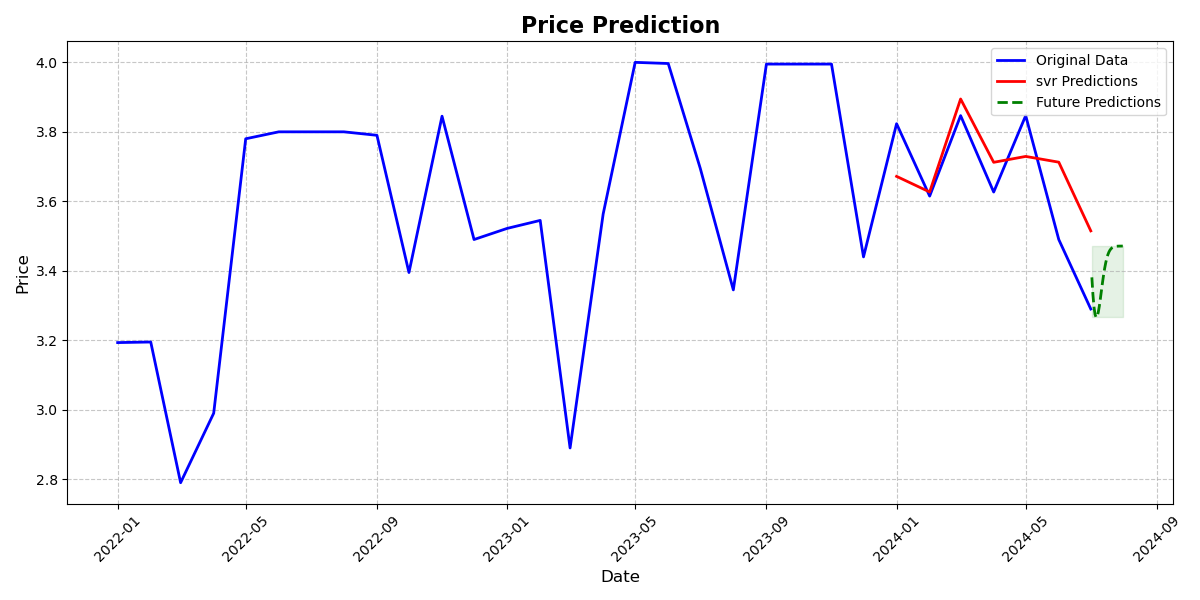 Price Prediction
Original Data
svr Predictions
Future Predictions
Price
4.0
3.8
3.6
3.4
3.2
3.0
2.8
2022-01
2022-05
2022-09
2023-01
2023-05
2023-09
2024-01
2024-05
2024-09
Date